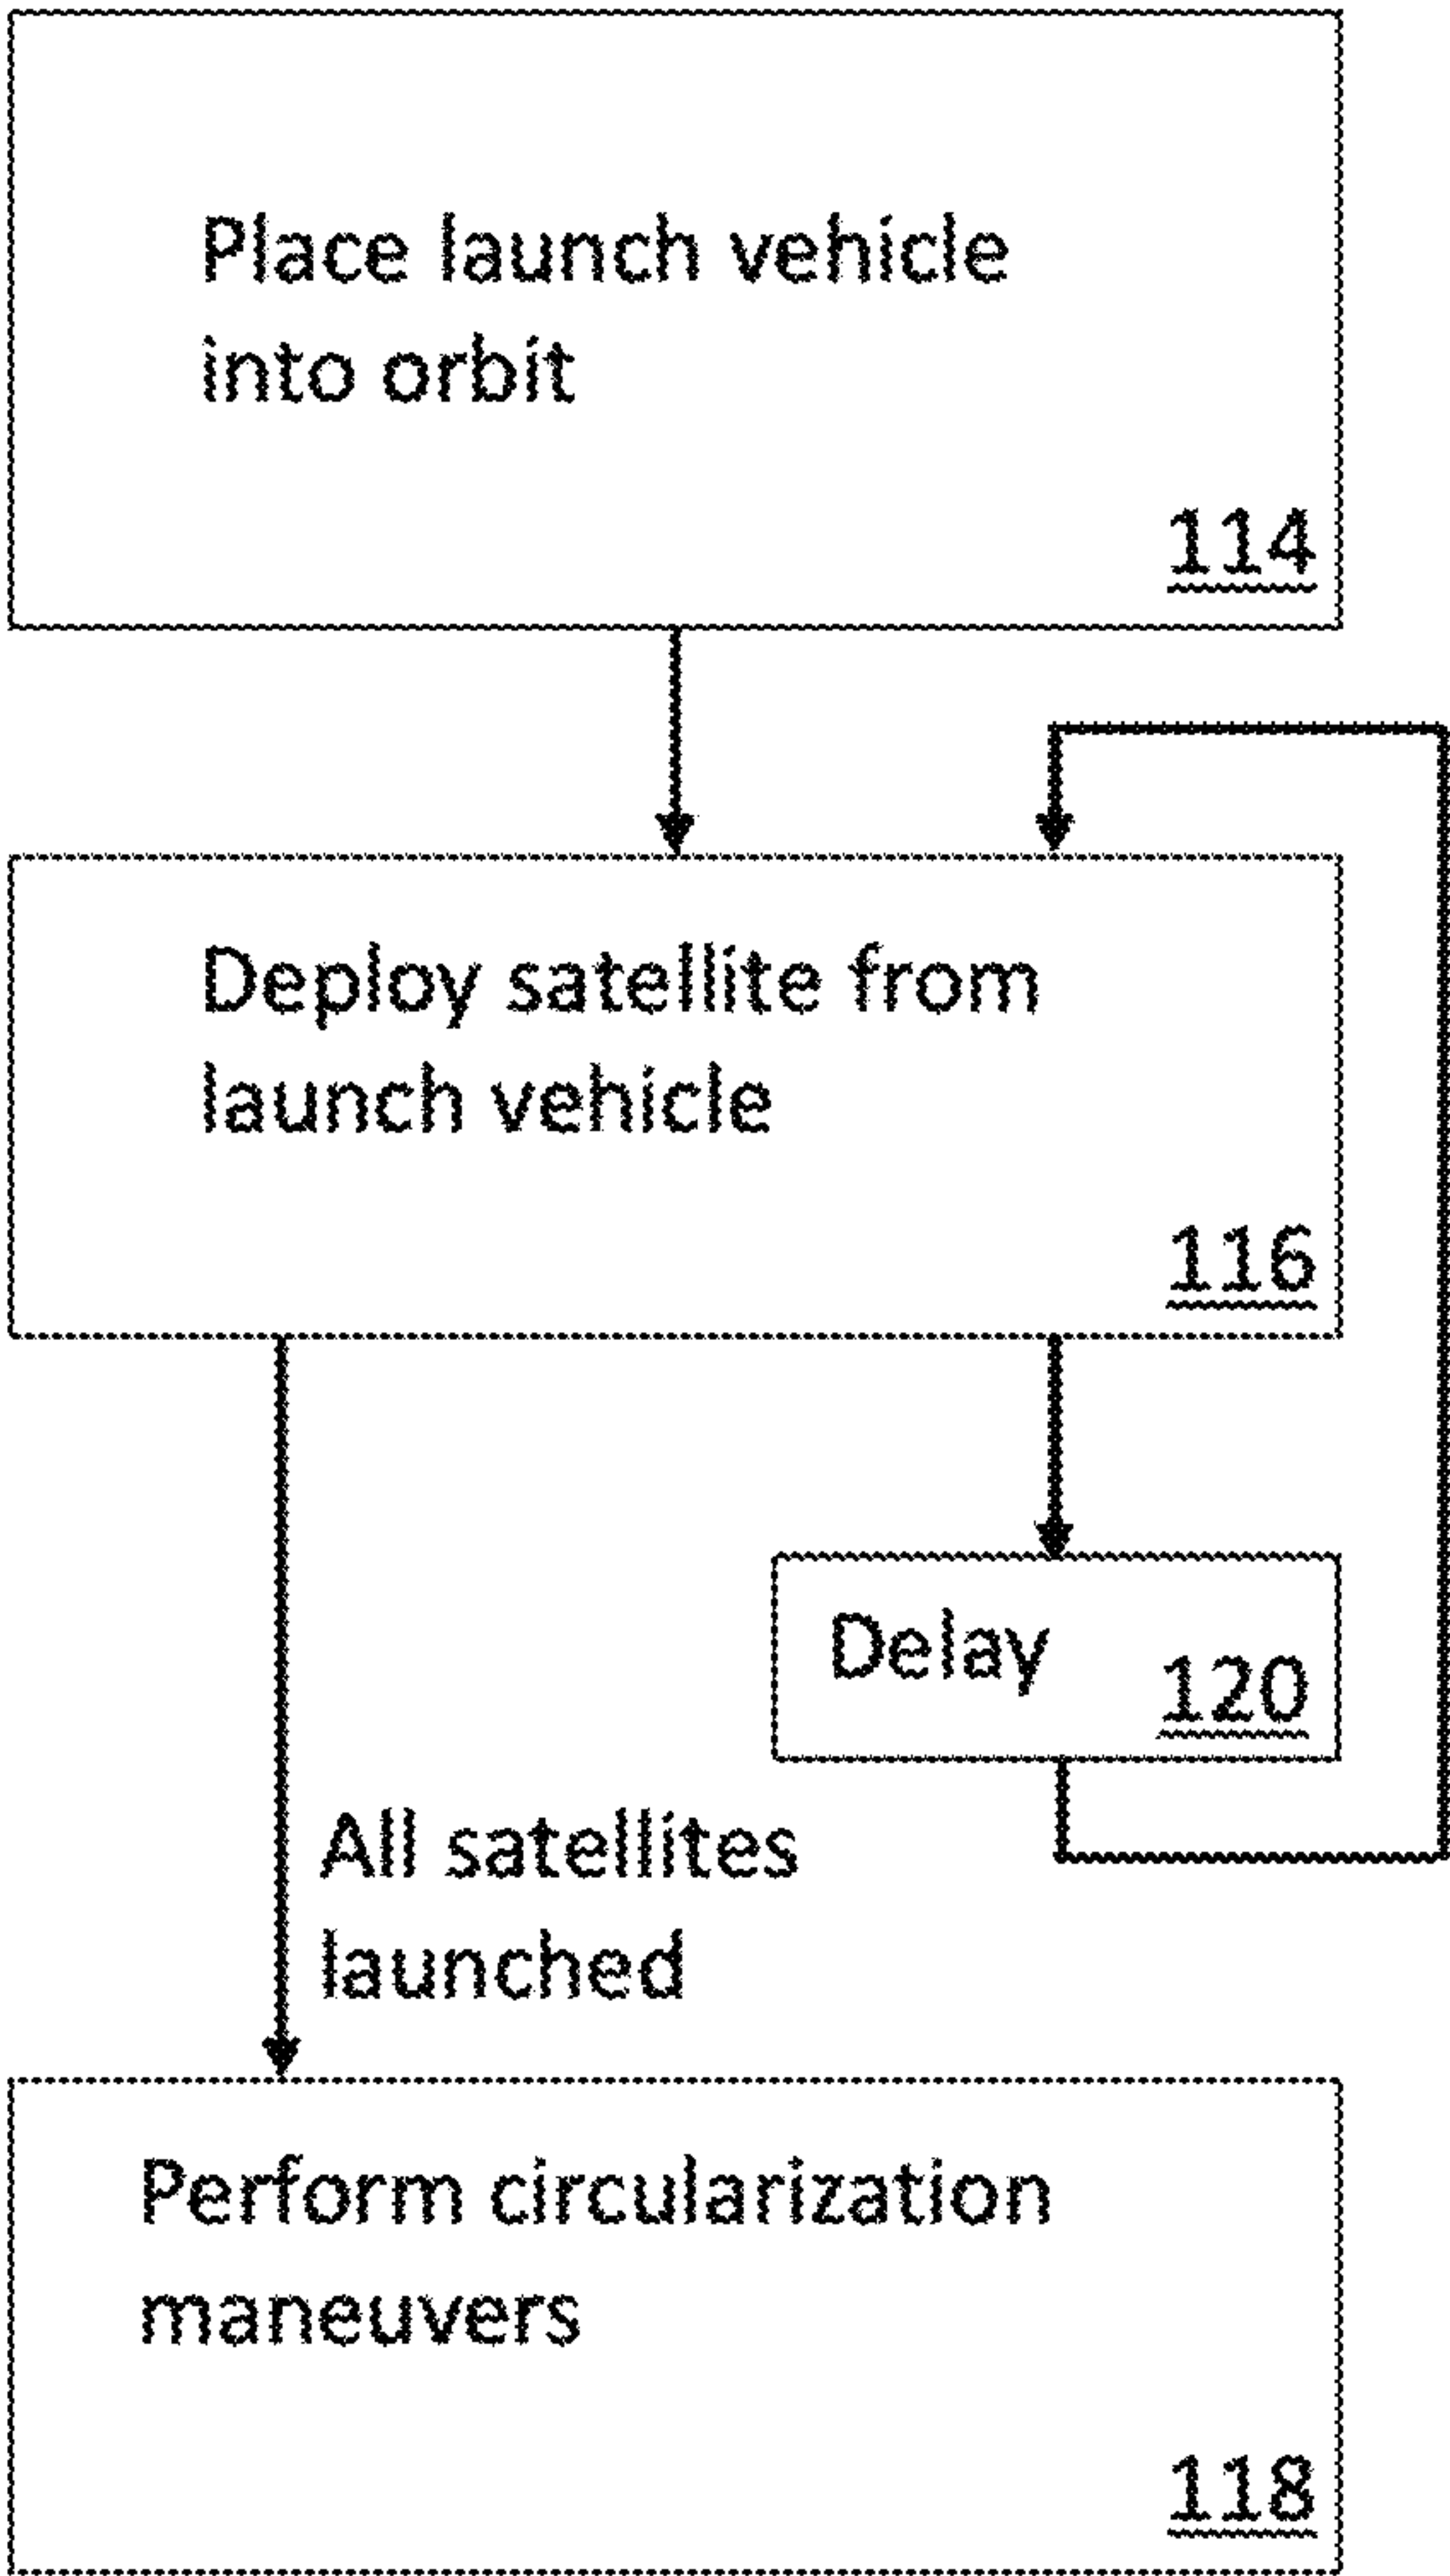 Place launch vehicle
into orbit
114
Deploy satellite from
launch vehicle
116
Delay
120
All satellites
launched
Perform circularization
maneuvers
118